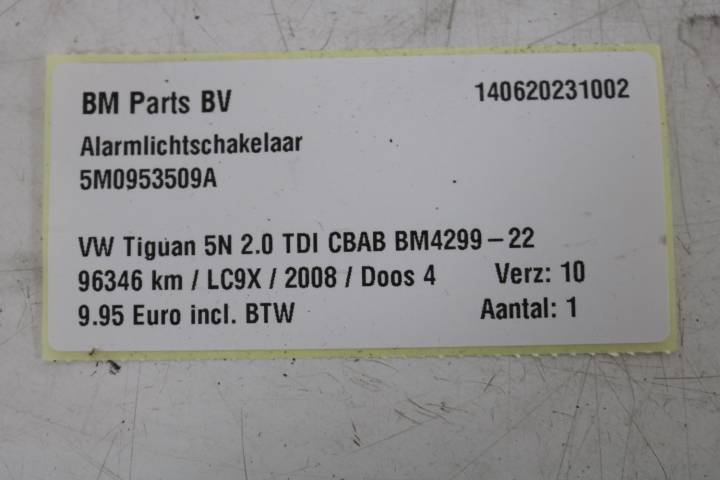 BM Parts BV 140620231002
Alarmlichtschakelaar
5M0953509A
VW Tiguan 5N 2.0 TDI CBAB BM4299-22
96346 km / LC9X / 2008 / Doos 4 Verz: 10
9.95 Euro incl. BTW Aantal: 1